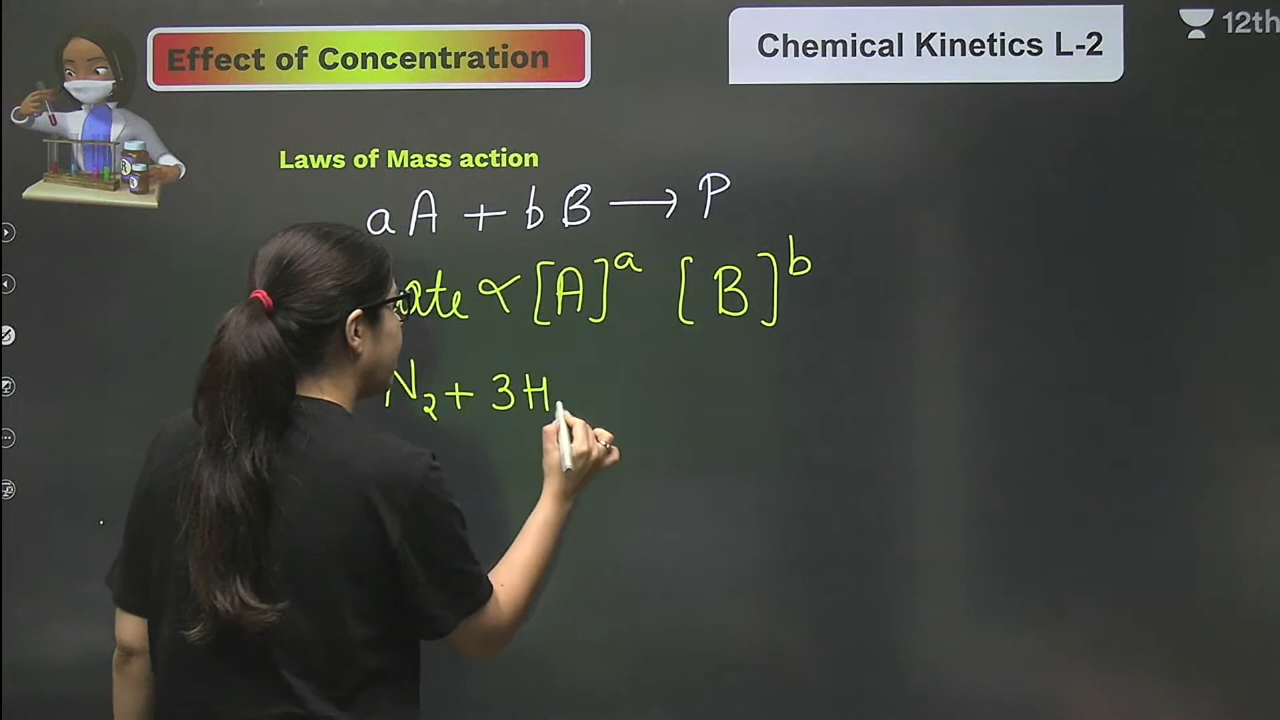 Effect of Concentration
Chemical Kinetics L-2
12th
Laws of Mass action
aA + bB → P
ate ∝ [A]^a [B]^b
N₂ + 3H